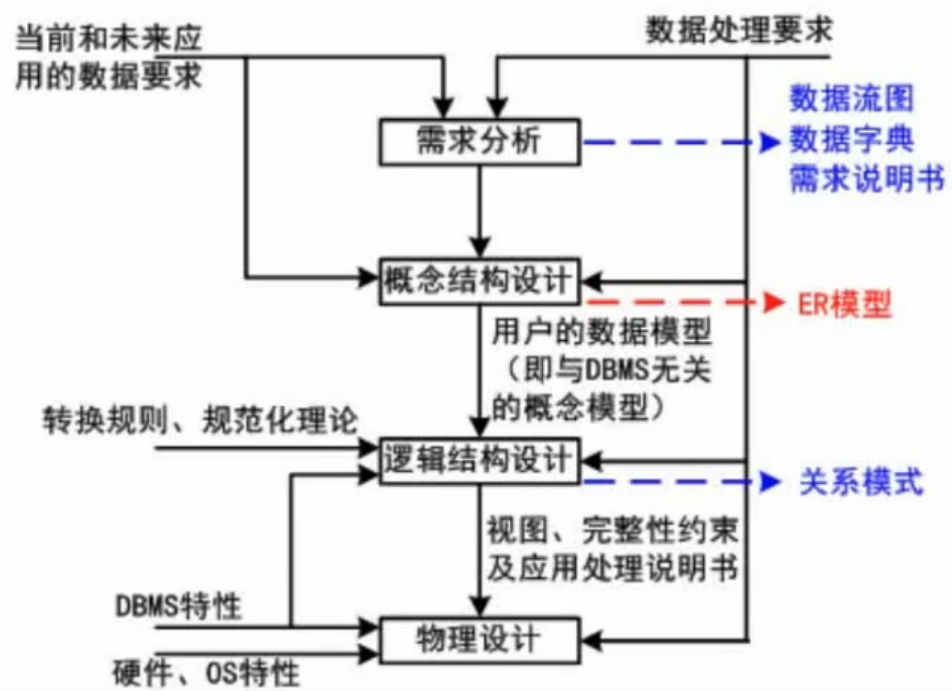 当前和未来应
用的数据要求
数据处理要求
数据流图
数据字典
需求说明书
需求分析
概念结构设计
ER模型
用户的数据模型
（即与DBMS无关
的概念模型）
转换规则、规范化理论
逻辑结构设计
关系模式
视图、完整性约束
及应用处理说明书
DBMS特性
物理设计
硬件、OS特性